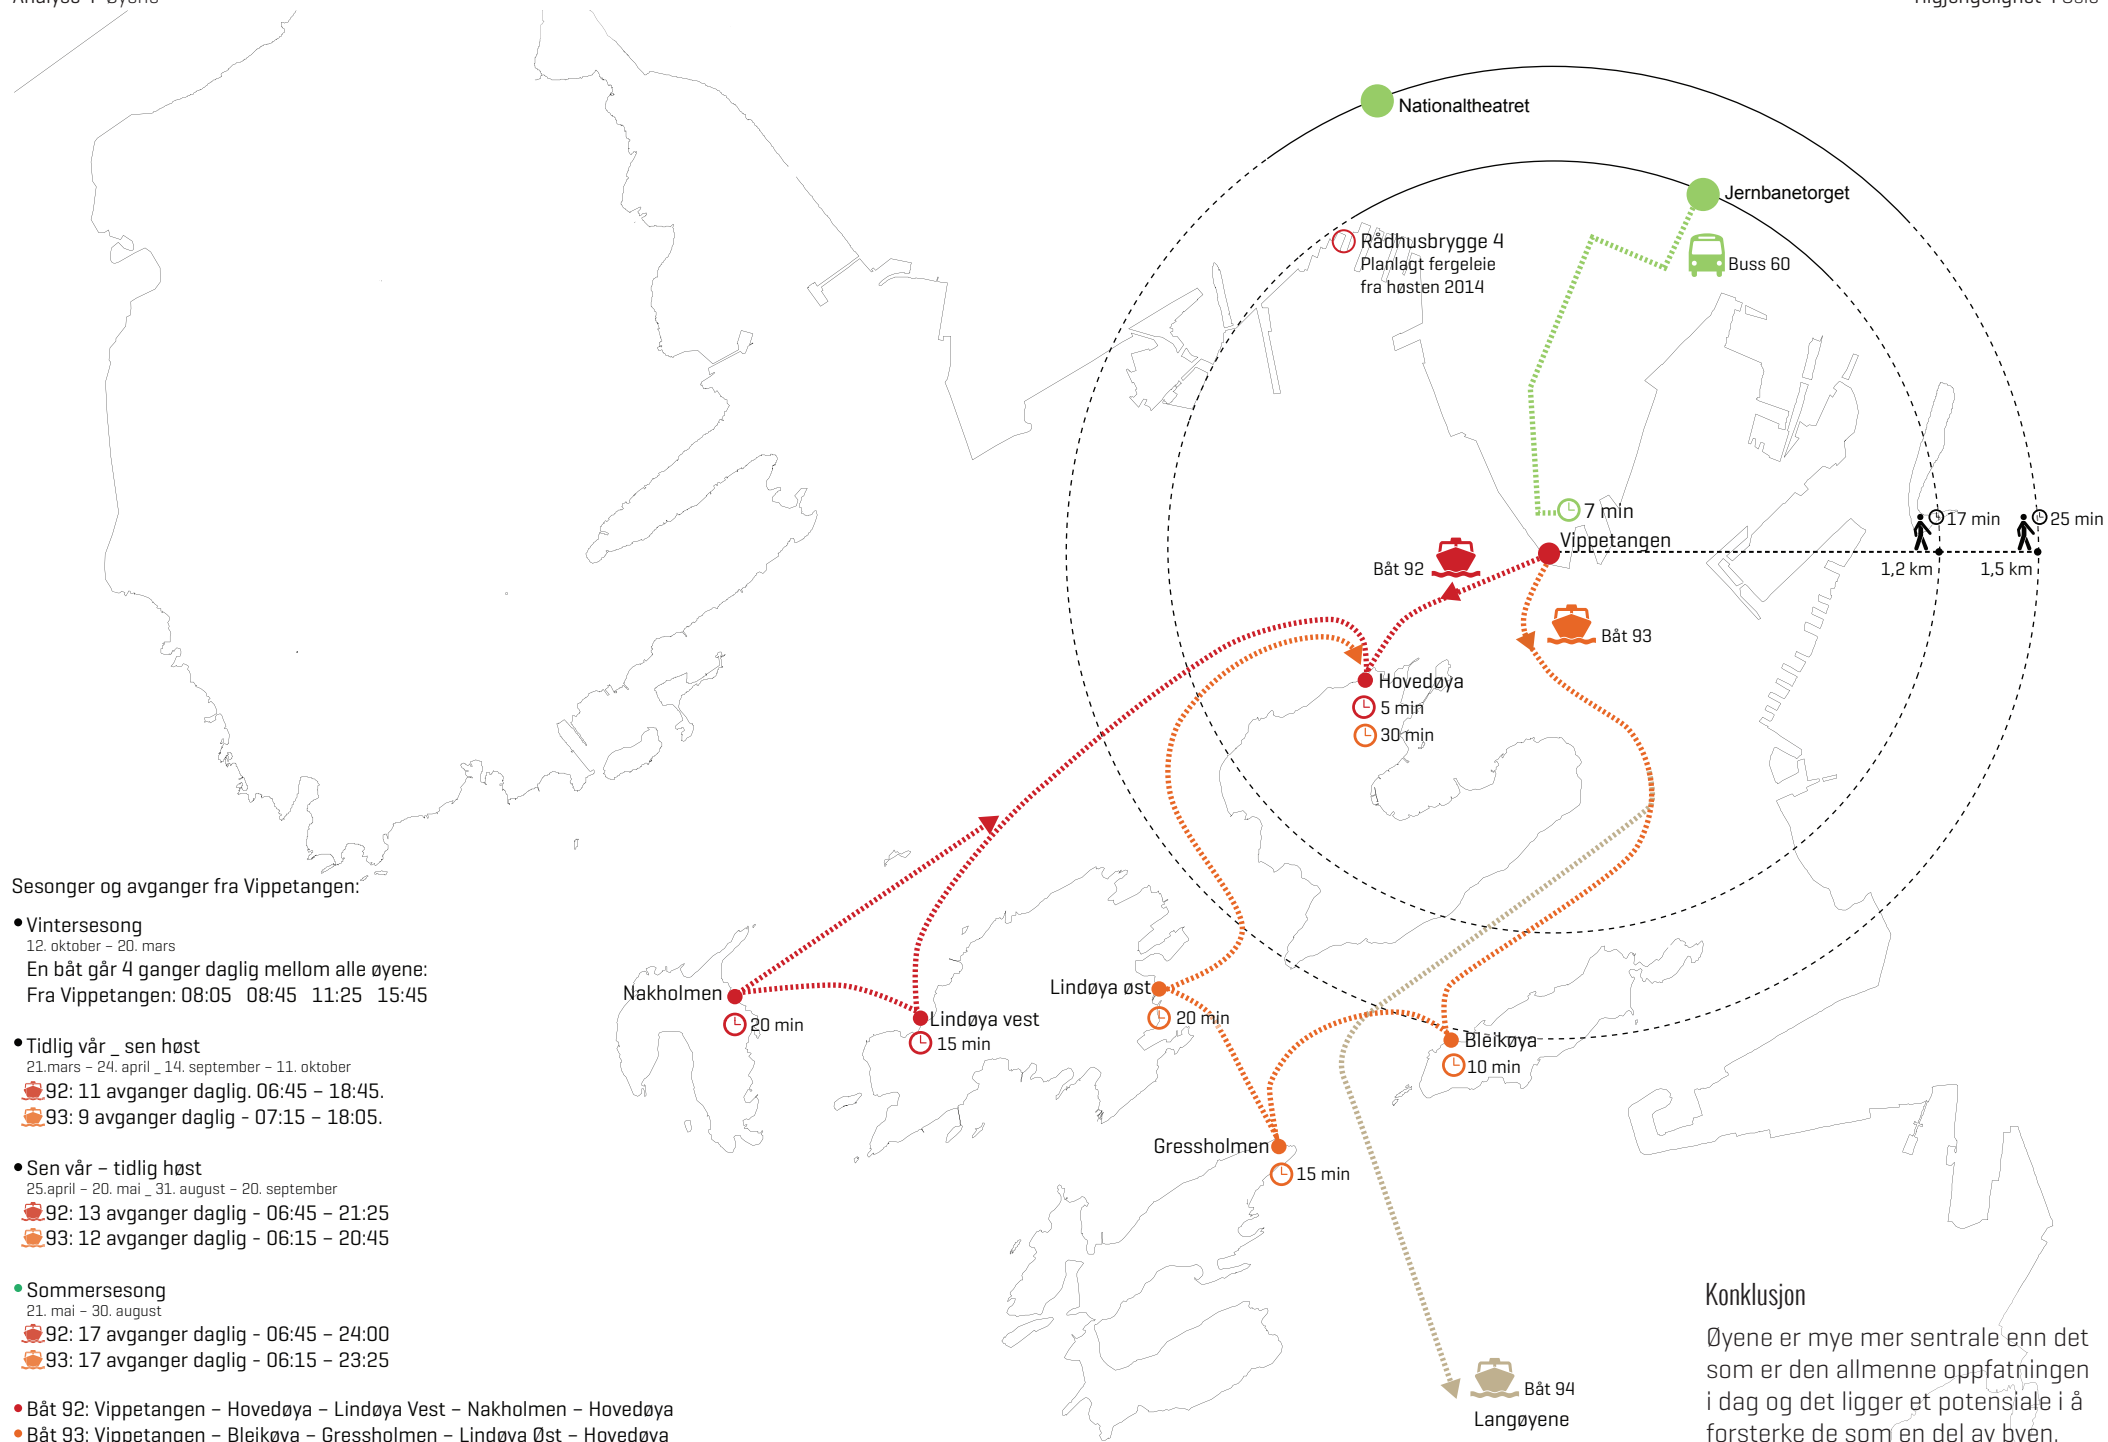 Analyse | Øyene
Tilgjengelighet | Oslo
Nationaltheatret
Jernbanetorget
Rådhusbrygge 4
Planlagt fergeleie
fra høsten 2014
Buss 60
7 min
Vippetangen
17 min
25 min
1,2 km
1,5 km
Båt 92
Båt 93
Hovedøya
5 min
30 min
Nakholmen
20 min
Lindøya vest
15 min
Lindøya øst
20 min
Bleikøya
10 min
Gressholmen
15 min
Båt 94
Langøyene
Sesonger og avganger fra Vippetangen:
• Vintersesong
12. oktober – 20. mars
En båt går 4 ganger daglig mellom alle øyene:
Fra Vippetangen: 08:05 08:45 11:25 15:45
• Tidlig vår _ sen høst
21.mars – 24. april _ 14. september – 11. oktober
92: 11 avganger daglig. 06:45 – 18:45.
93: 9 avganger daglig - 07:15 – 18:05.
• Sen vår – tidlig høst
25.april – 20. mai _ 31. august – 20. september
92: 13 avganger daglig - 06:45 – 21:25
93: 12 avganger daglig - 06:15 – 20:45
• Sommersesong
21. mai – 30. august
92: 17 avganger daglig - 06:45 – 24:00
93: 17 avganger daglig - 06:15 – 23:25
• Båt 92: Vippetangen – Hovedøya – Lindøya Vest – Nakholmen – Hovedøya
• Båt 93: Vippetangen – Bleikøya – Gressholmen – Lindøya Øst – Hovedøya
Konklusjon
Øyene er mye mer sentrale enn det
som er den allmenne oppfatningen
i dag og det ligger et potensiale i å
forsterke de som en del av byen.